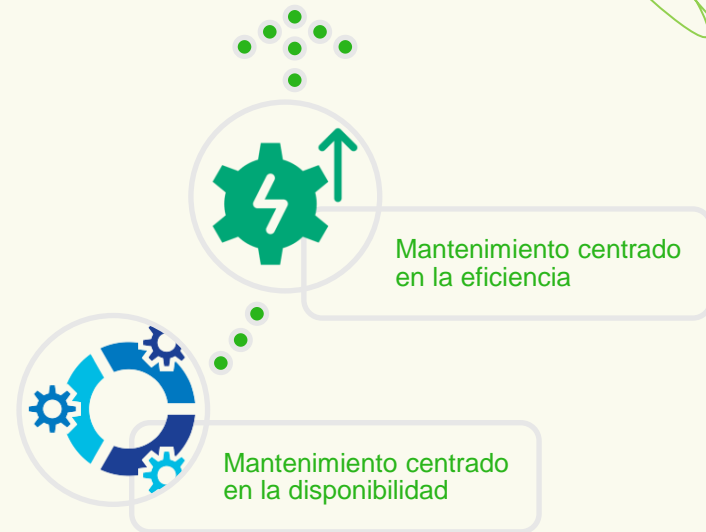 Mantenimiento centrado
en la eficiencia
Mantenimiento centrado
en la disponibilidad